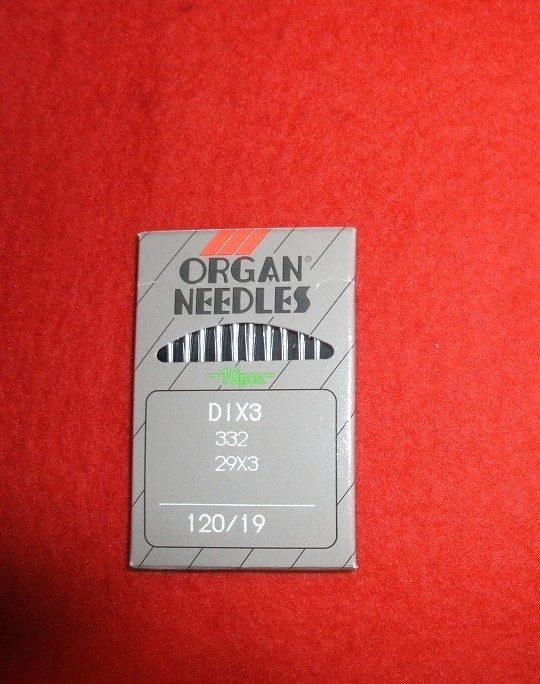 ORGAN®
NEEDLES
-10pcs-
DIX3
332
29X3
120/19